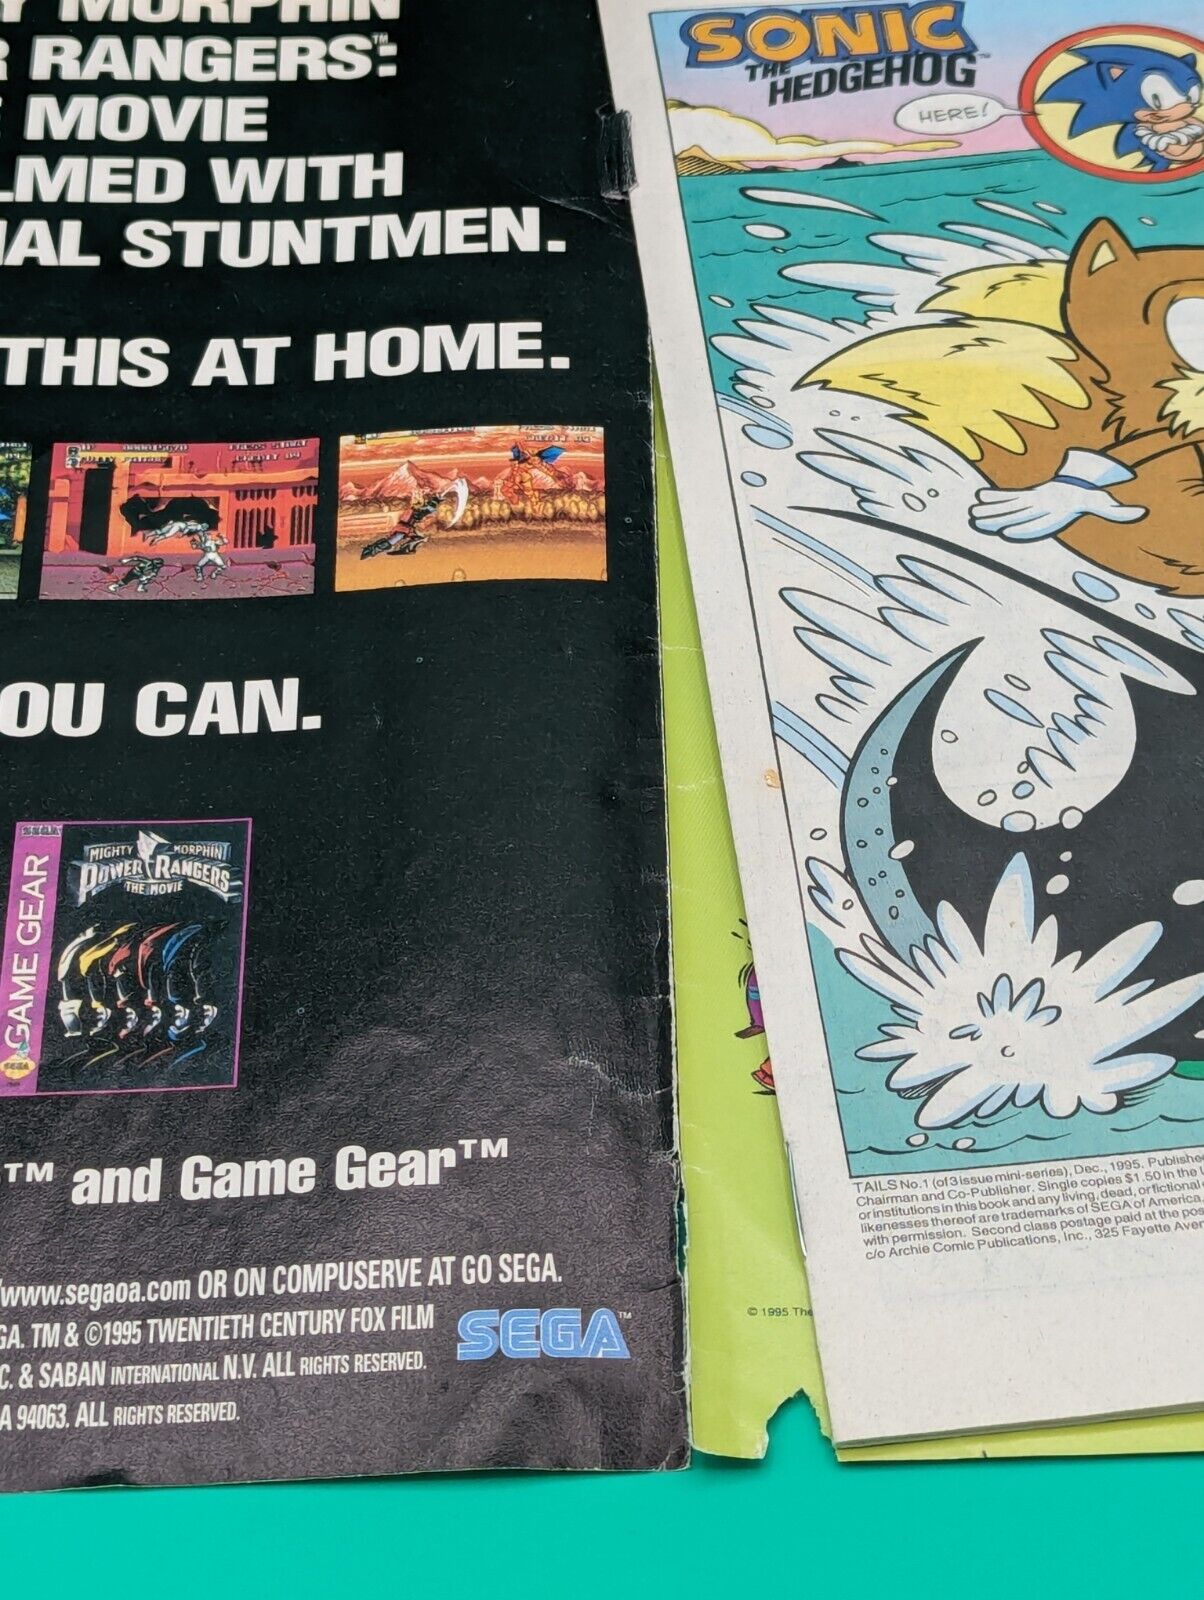 MORPHIN
RANGERS™:
MOVIE
LMED WITH
STUNTMEN.
THIS AT HOME.
OU CAN.
SEGA
GAME GEAR
SEGA
MIGHTY MORPHIN
POWER RANGERS
THE MOVIE
™ and Game Gear™
www.segaoa.com OR ON COMPUSERVE AT GO SEGA.
GA. TM & ©1995 TWENTIETH CENTURY FOX FILM
C. & SABAN INTERNATIONAL N.V. ALL RIGHTS RESERVED.
A 94063. ALL RIGHTS RESERVED.
SEGA™
© 1995 The
SONIC
THE
HEDGEHOG™
HERE!
TAILS No. 1 (of 3 issue mini-series), Dec., 1995. Published
Chairman and Co-Publisher. Single copies $1.50 in the
or institutions in this book and any living, dead, or fictional
likenesses thereof are trademarks of SEGA of America,
with permission. Second class postage paid at the
c/o Archie Comic Publications, Inc., 325 Fayette